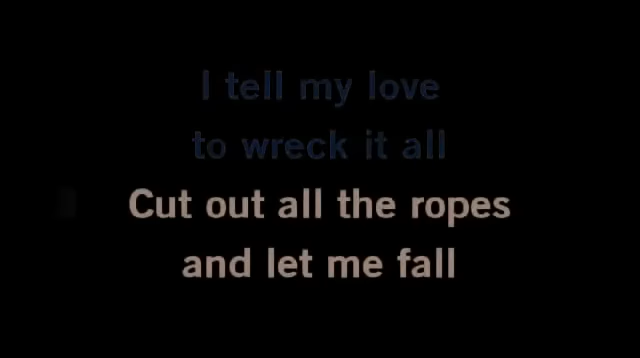 I tell my love
to wreck it all
Cut out all the ropes
and let me fall